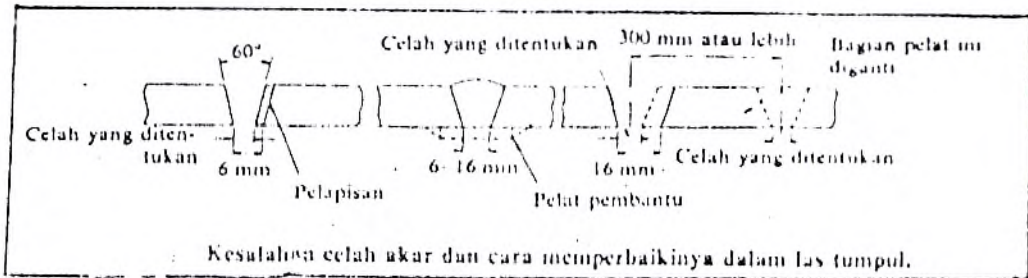 60°
Celah yang ditentukan
300 mm atau lebih
Bagian pelat ini
diganti
Celah yang diten-
tukan
6 mm
Pelapisan
6 - 16 mm
Pelat pembantu
16 mm
Celah yang ditentukan
Kesalahan celah akar dan cara memperbaikinya dalam las tumpul.